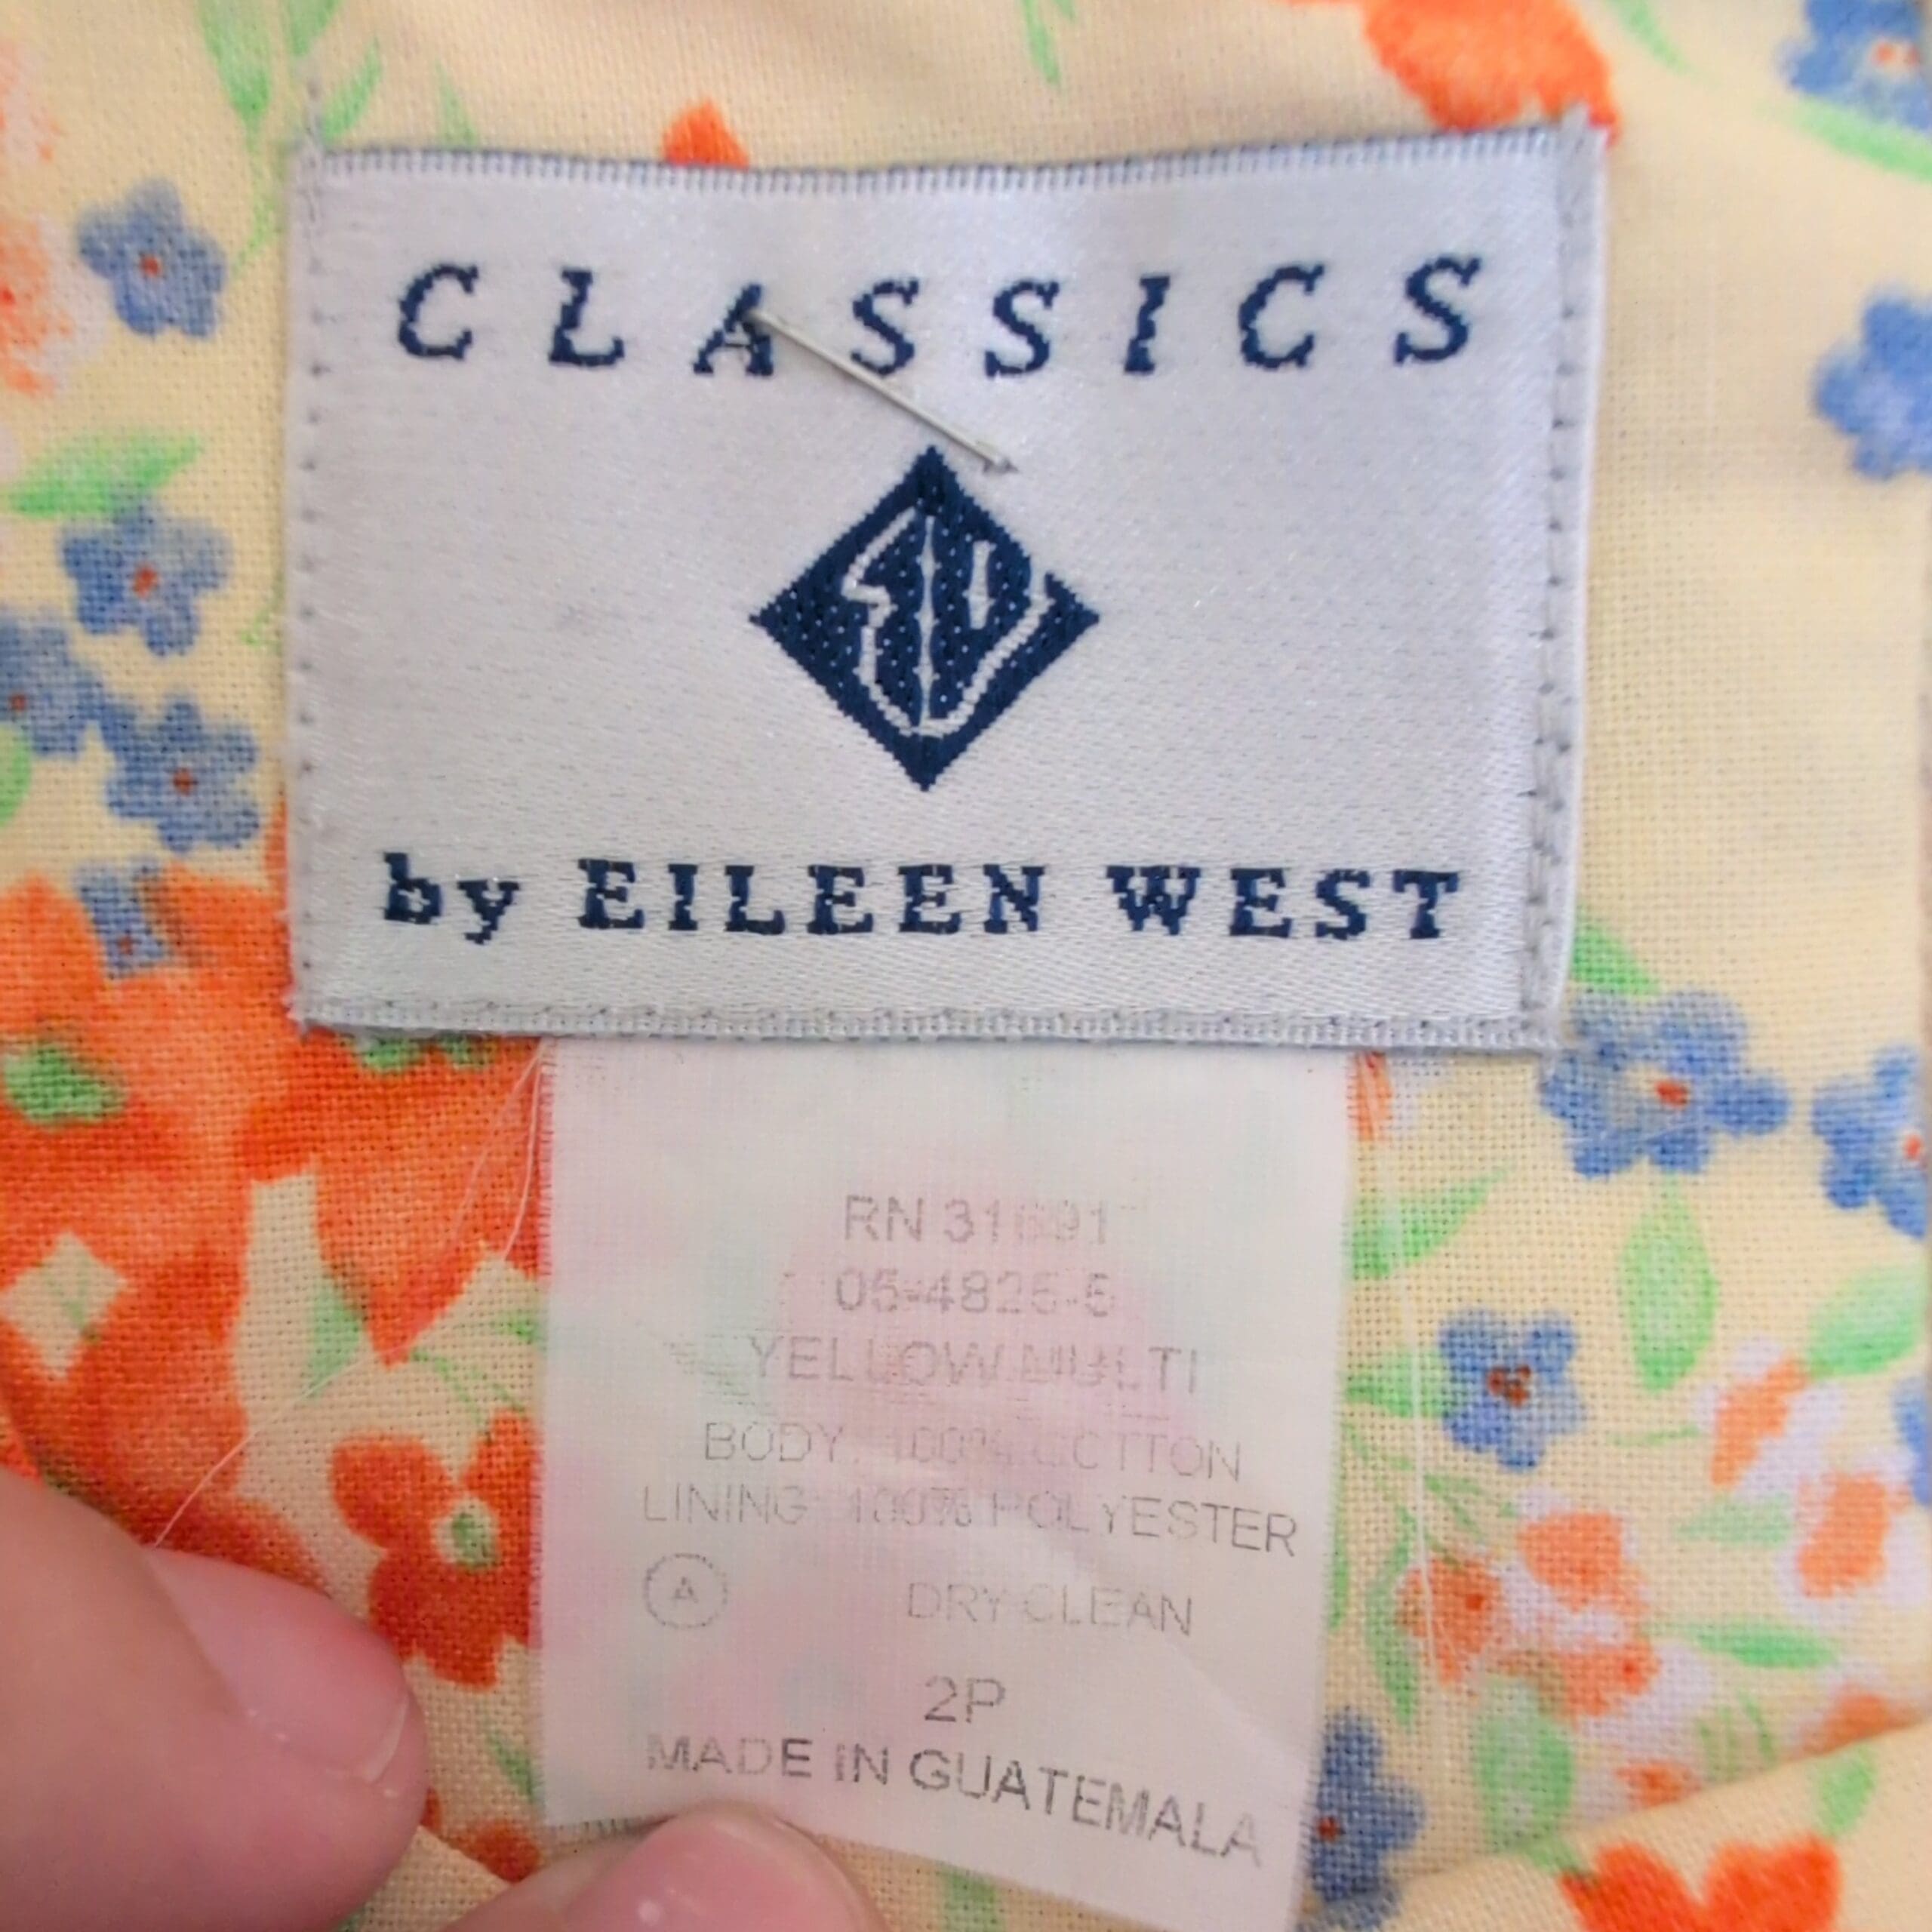 CLASSICS
by EILEEN WEST
RN
05-4825-5
YELLOW MULTI
BODY: 100% COTTON
LINING: 100% POLYESTER
A DRY CLEAN
2P
MADE IN GUATEMALA